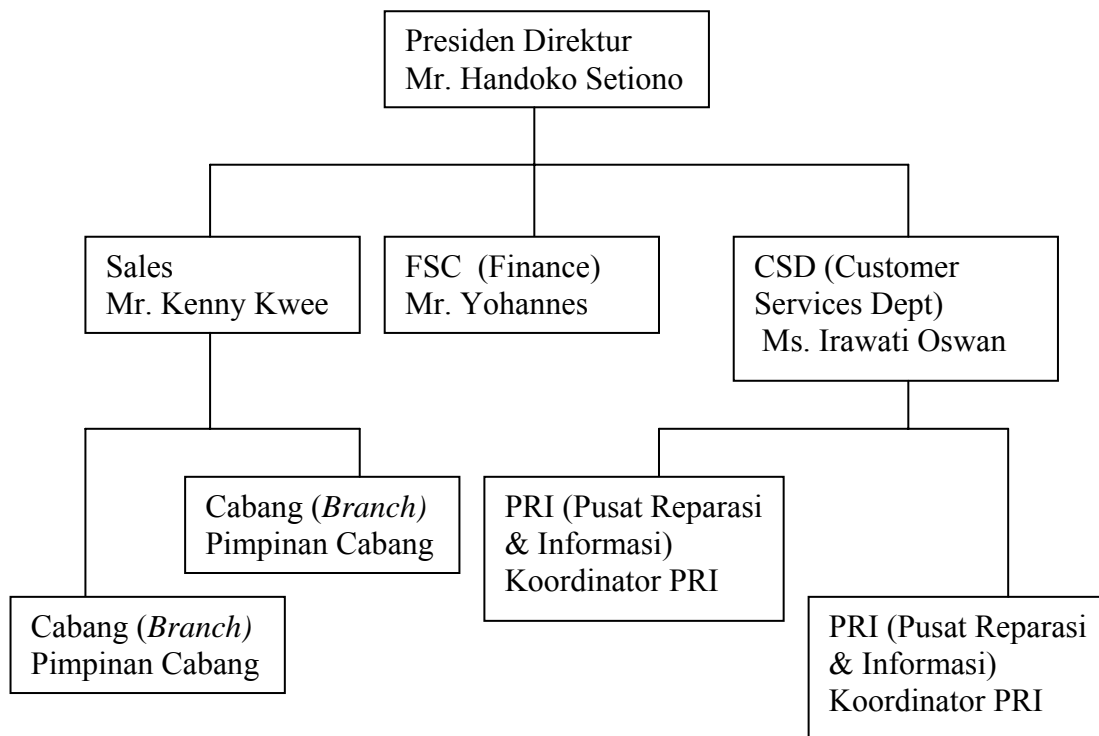 Presiden Direktur
Mr. Handoko Setiono
Sales
Mr. Kenny Kwee
FSC (Finance)
Mr. Yohannes
CSD (Customer
Services Dept)
Ms. Irawati Oswan
Cabang (Branch)
Pimpinan Cabang
PRI (Pusat Reparasi
& Informasi)
Koordinator PRI
Cabang (Branch)
Pimpinan Cabang
PRI (Pusat Reparasi
& Informasi)
Koordinator PRI